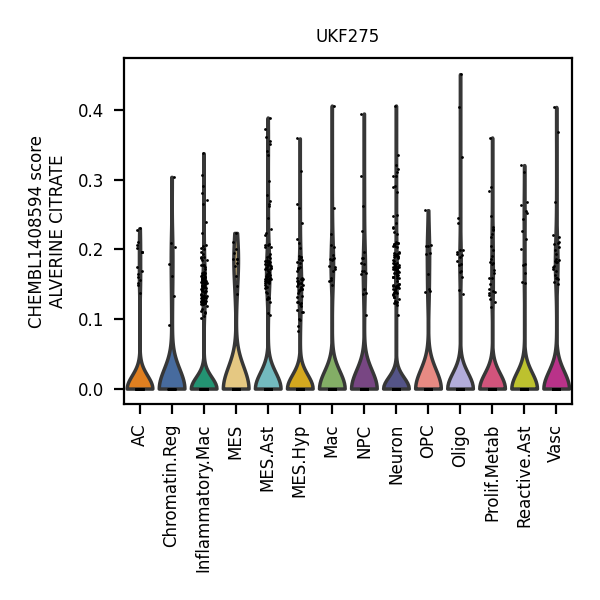 UKF275
CHEMBL1408594 score
ALVERINE CITRATE
0.4
0.3
0.2
0.1
0.0
AC
Chromatin.Reg
Inflammatory.Mac
MES
MES.Ast
MES.Hyp
Mac
NPC
Neuron
OPC
Oligo
Prolif.Metab
Reactive.Ast
Vasc